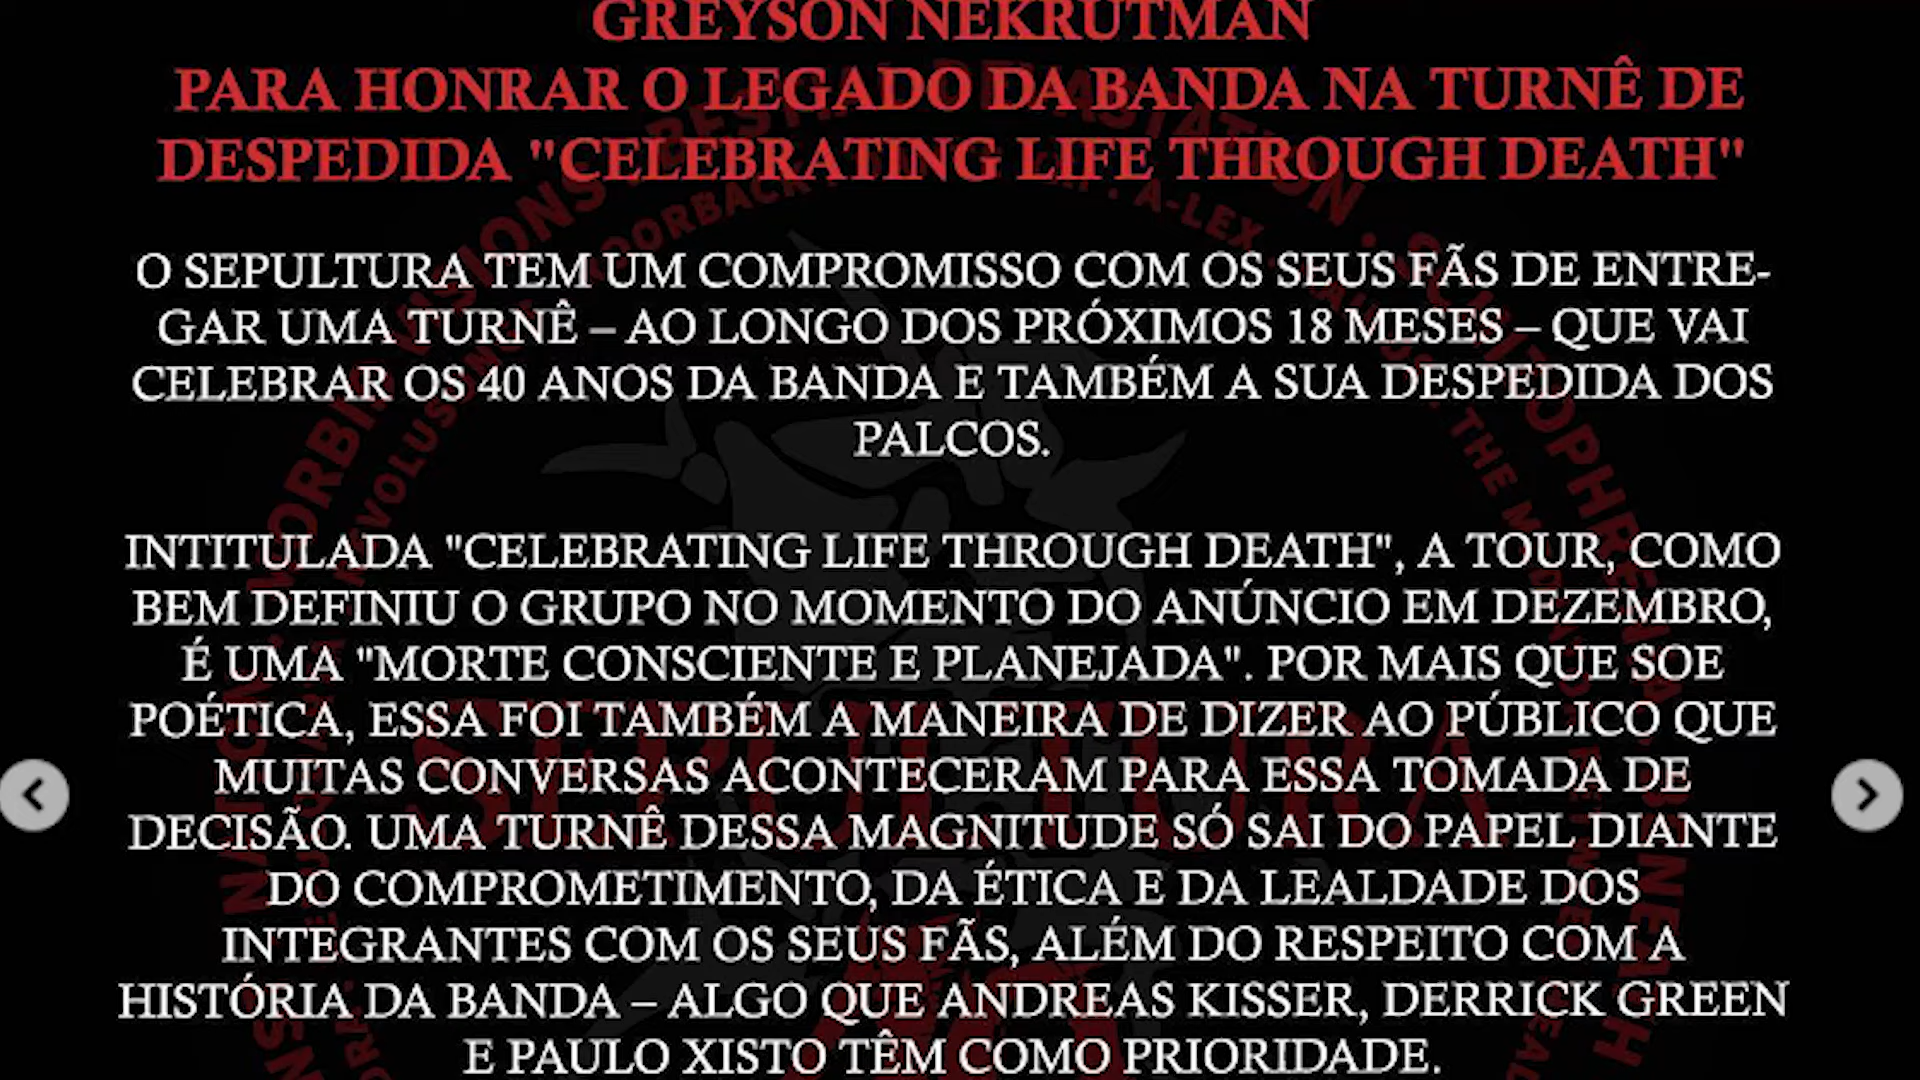 GREYSON NEKRUTMAN
PARA HONRAR O LEGADO DA BANDA NA TURNÊ DE
DESPEDIDA "CELEBRATING LIFE THROUGH DEATH"
O SEPULTURA TEM UM COMPROMISSO COM OS SEUS FÃS DE ENTRE-
GAR UMA TURNÊ – AO LONGO DOS PRÓXIMOS 18 MESES – QUE VAI
CELEBRAR OS 40 ANOS DA BANDA E TAMBÉM A SUA DESPEDIDA DOS
PALCOS.
INTITULADA "CELEBRATING LIFE THROUGH DEATH", A TOUR, COMO
BEM DEFINIU O GRUPO NO MOMENTO DO ANÚNCIO EM DEZEMBRO,
É UMA "MORTE CONSCIENTE E PLANEJADA". POR MAIS QUE SOE
POÉTICA, ESSA FOI TAMBÉM A MANEIRA DE DIZER AO PÚBLICO QUE
MUITAS CONVERSAS ACONTECERAM PARA ESSA TOMADA DE
DECISÃO. UMA TURNÊ DESSA MAGNITUDE SÓ SAI DO PAPEL DIANTE
DO COMPROMETIMENTO, DA ÉTICA E DA LEALDADE DOS
INTEGRANTES COM OS SEUS FÃS, ALÉM DO RESPEITO COM A
HISTÓRIA DA BANDA – ALGO QUE ANDREAS KISSER, DERRICK GREEN
E PAULO XISTO TÊM COMO PRIORIDADE.
SEPULTURA